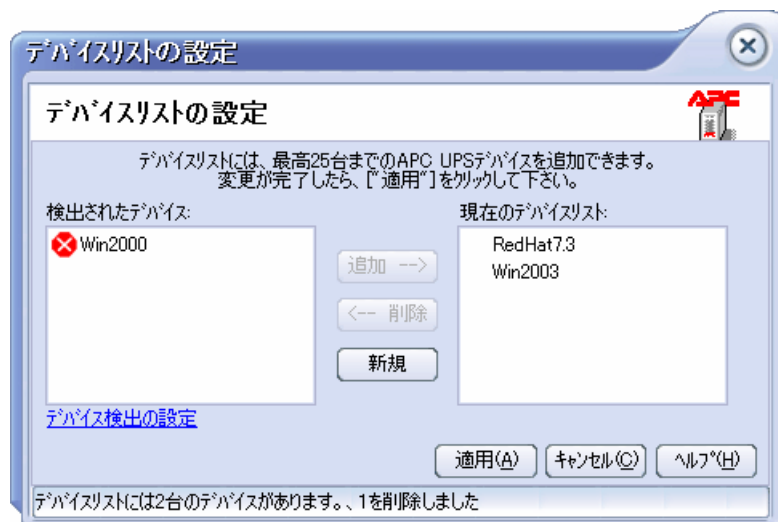 デバイスリストの設定
デバイスリストの設定
APC
デバイスリストには、最高25台までのAPC UPSデバイスを追加できます。
変更が完了したら、["適用"]をクリックして下さい。
検出されたデバイス:
現在のデバイスリスト:
Win2000
RedHat7.3
Win2003
追加 -->
<-- 削除
新規
デバイス検出の設定
適用(A)
キャンセル(C)
ヘルプ(H)
デバイスリストには2台のデバイスがあります。、1を削除しました